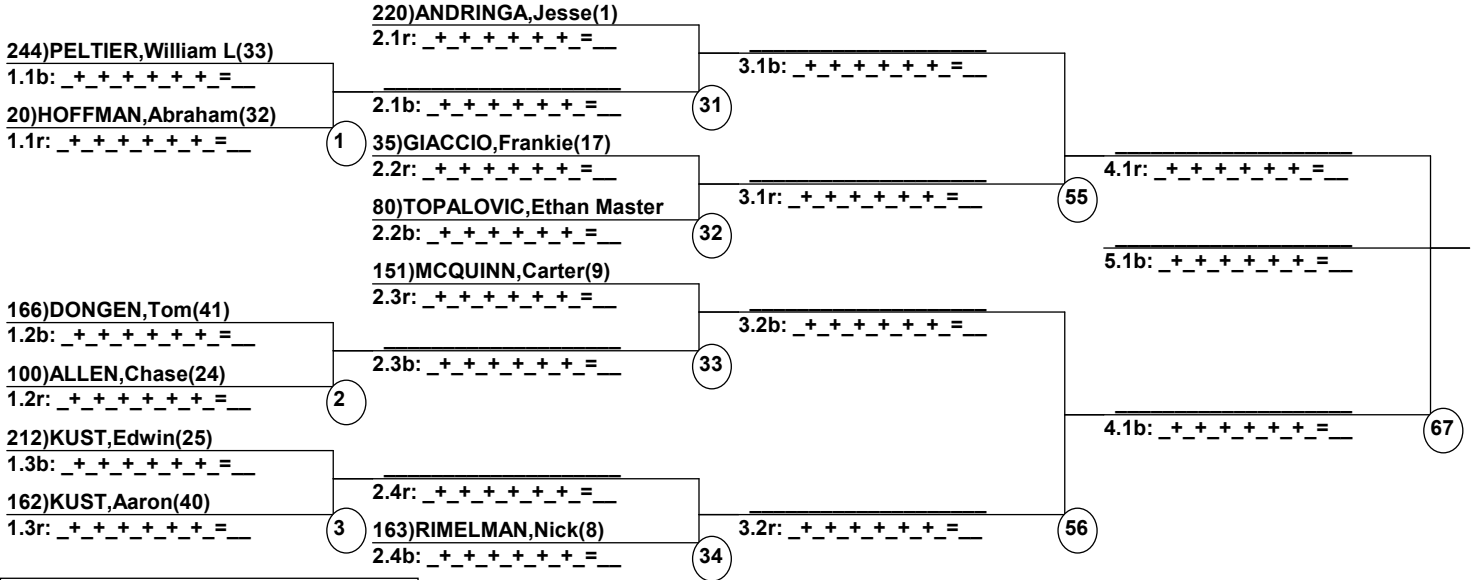 220)ANDRINGA,Jesse(1)
2.1r: _+_+_+_+_+_=__
244)PELTIER,William L(33)
1.1b: _+_+_+_+_+_=__
3.1b: _+_+_+_+_+_=__
20)HOFFMAN,Abraham(32)
1.1r: _+_+_+_+_+_=__
1
2.1b: _+_+_+_+_+_=__
31
35)GIACCIO,Frankie(17)
2.2r: _+_+_+_+_+_=__
4.1r: _+_+_+_+_+_=__
3.1r: _+_+_+_+_+_=__
55
80)TOPALOVIC,Ethan Master
2.2b: _+_+_+_+_+_=__
32
5.1b: _+_+_+_+_+_=__
151)MCQUINN,Carter(9)
2.3r: _+_+_+_+_+_=__
166)DONGEN,Tom(41)
1.2b: _+_+_+_+_+_=__
3.2b: _+_+_+_+_+_=__
100)ALLEN,Chase(24)
1.2r: _+_+_+_+_+_=__
2
2.3b: _+_+_+_+_+_=__
33
212)KUST,Edwin(25)
1.3b: _+_+_+_+_+_=__
4.1b: _+_+_+_+_+_=__
67
162)KUST,Aaron(40)
1.3r: _+_+_+_+_+_=__
3
2.4r: _+_+_+_+_+_=__
163)RIMELMAN,Nick(8)
2.4b: _+_+_+_+_+_=__
34
3.2r: _+_+_+_+_+_=__
56